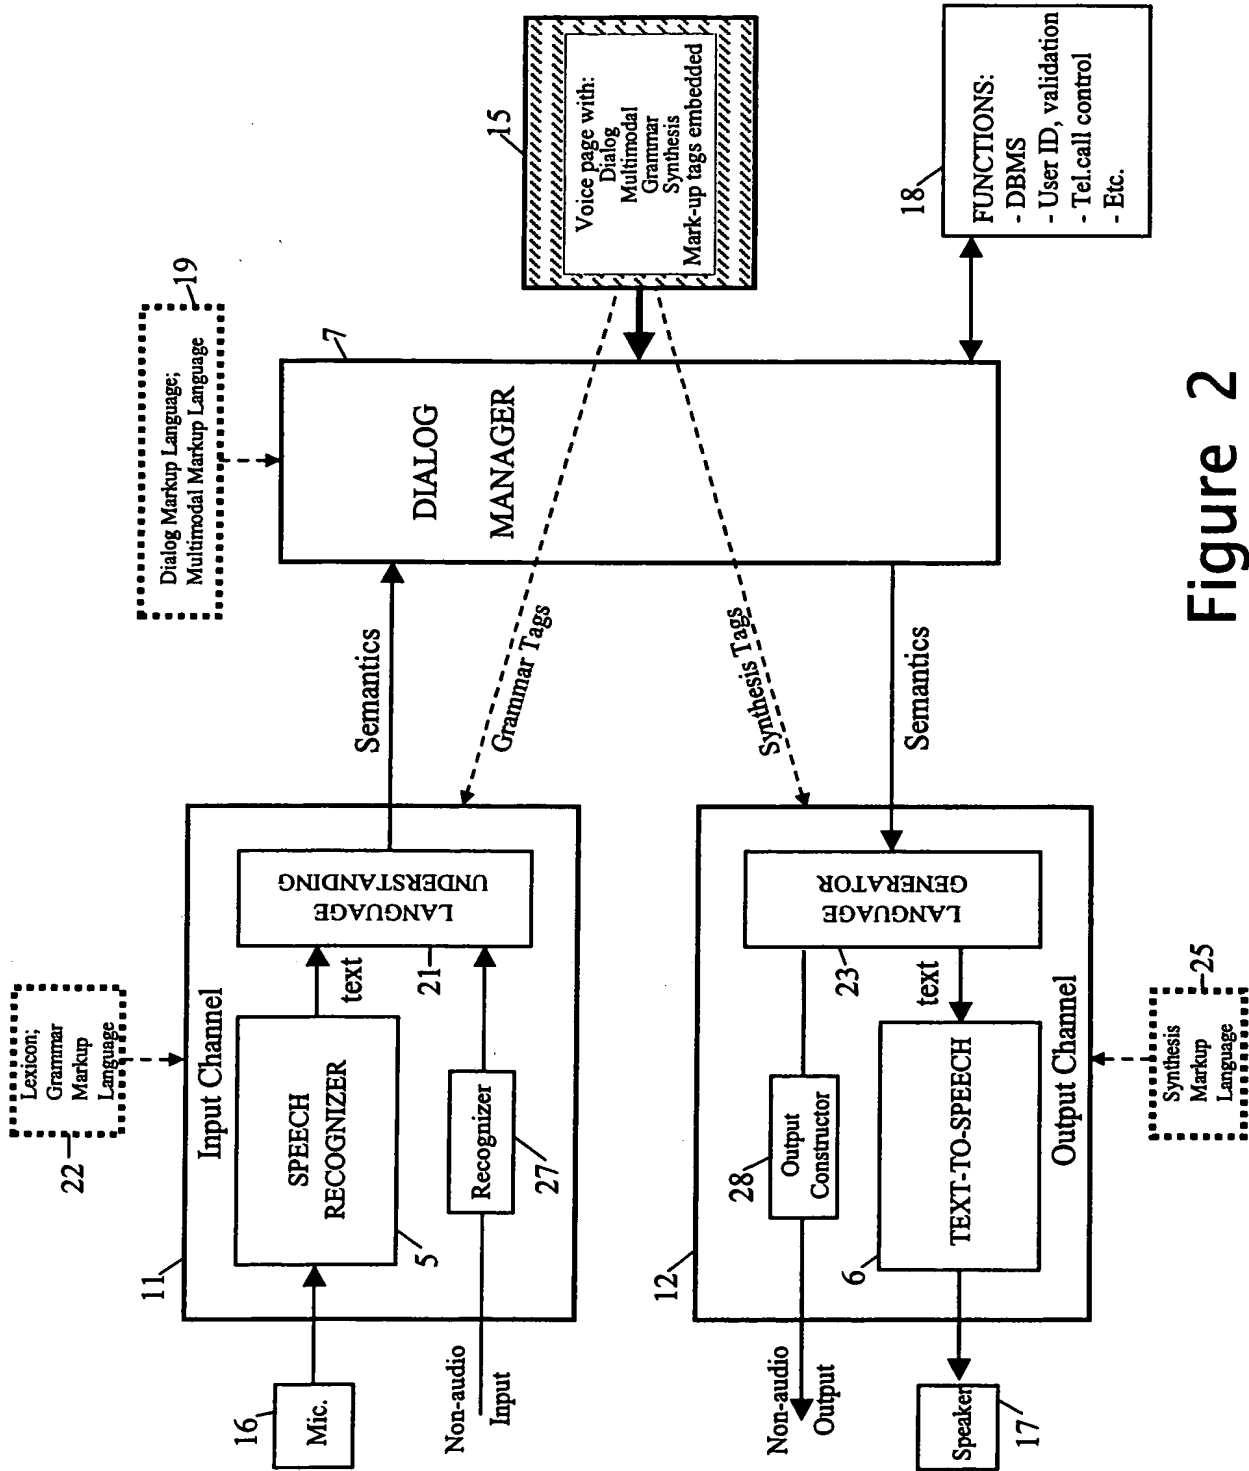 22
Lexicon;
Grammar
Markup
Language
19
Dialog Markup Language;
Multimodal Markup Language
11
Input Channel
16
Mic.
SPEECH
RECOGNIZER
5
text
LANGUAGE
UNDERSTANDING
21
Non-audio
Input
Recognizer
27
Semantics
Grammar Tags
7
DIALOG
MANAGER
15
Voice page with:
Dialog
Multimodal
Grammar
Synthesis
Mark-up tags embedded
Synthesis Tags
Semantics
12
Non-audio
Output
28
Output
Constructor
LANGUAGE
GENERATOR
23
text
6
TEXT-TO-SPEECH
Output Channel
Speaker
17
Synthesis
Markup
Language
25
18
FUNCTIONS:
- DBMS
- User ID, validation
- Tel.call control
- Etc.
Figure 2